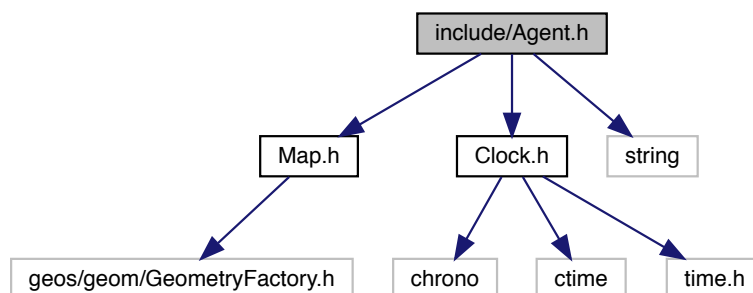 include/Agent.h
Map.h
Clock.h
string
geos/geom/GeometryFactory.h
chrono
ctime
time.h